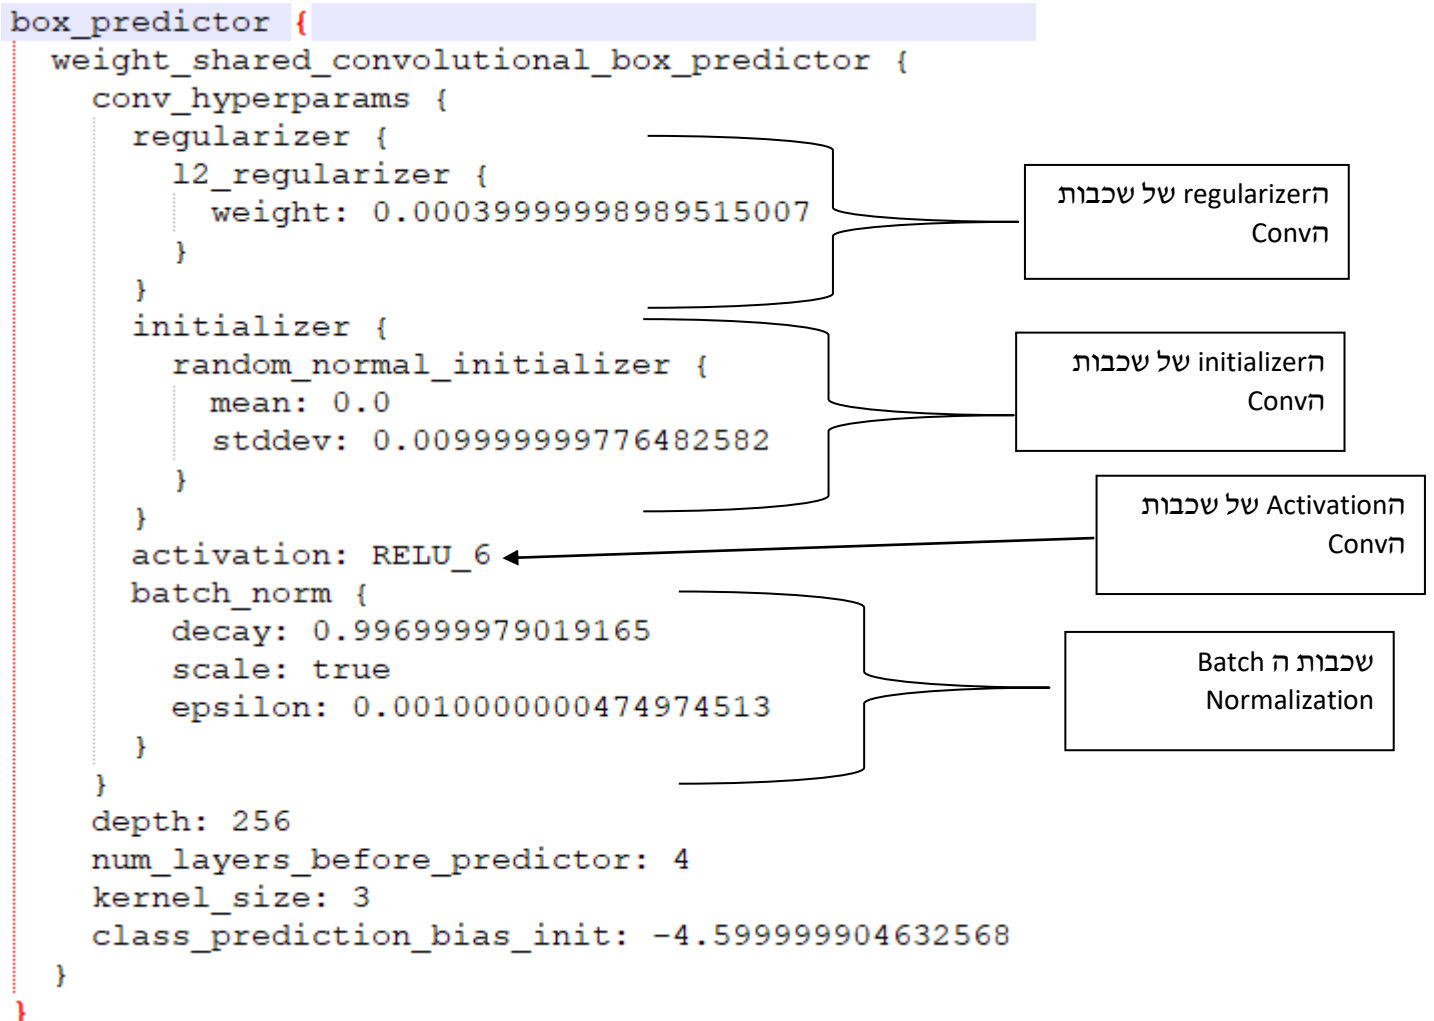 box_predictor {
weight_shared_convolutional_box_predictor {
conv_hyperparams {
regularizer {
l2_regularizer {
weight: 0.00039999998989515007
}
}
initializer {
random_normal_initializer {
mean: 0.0
stddev: 0.009999999776482582
}
}
activation: RELU_6
batch_norm {
decay: 0.996999979019165
scale: true
epsilon: 0.0010000000474974513
}
}
depth: 256
num_layers_before_predictor: 4
kernel_size: 3
class_prediction_bias_init: -4.599999904632568
}
}
הregularizer של שכבות
הConv
הinitializer של שכבות
הConv
הActivation של שכבות
הConv
שכבות ה Batch
Normalization